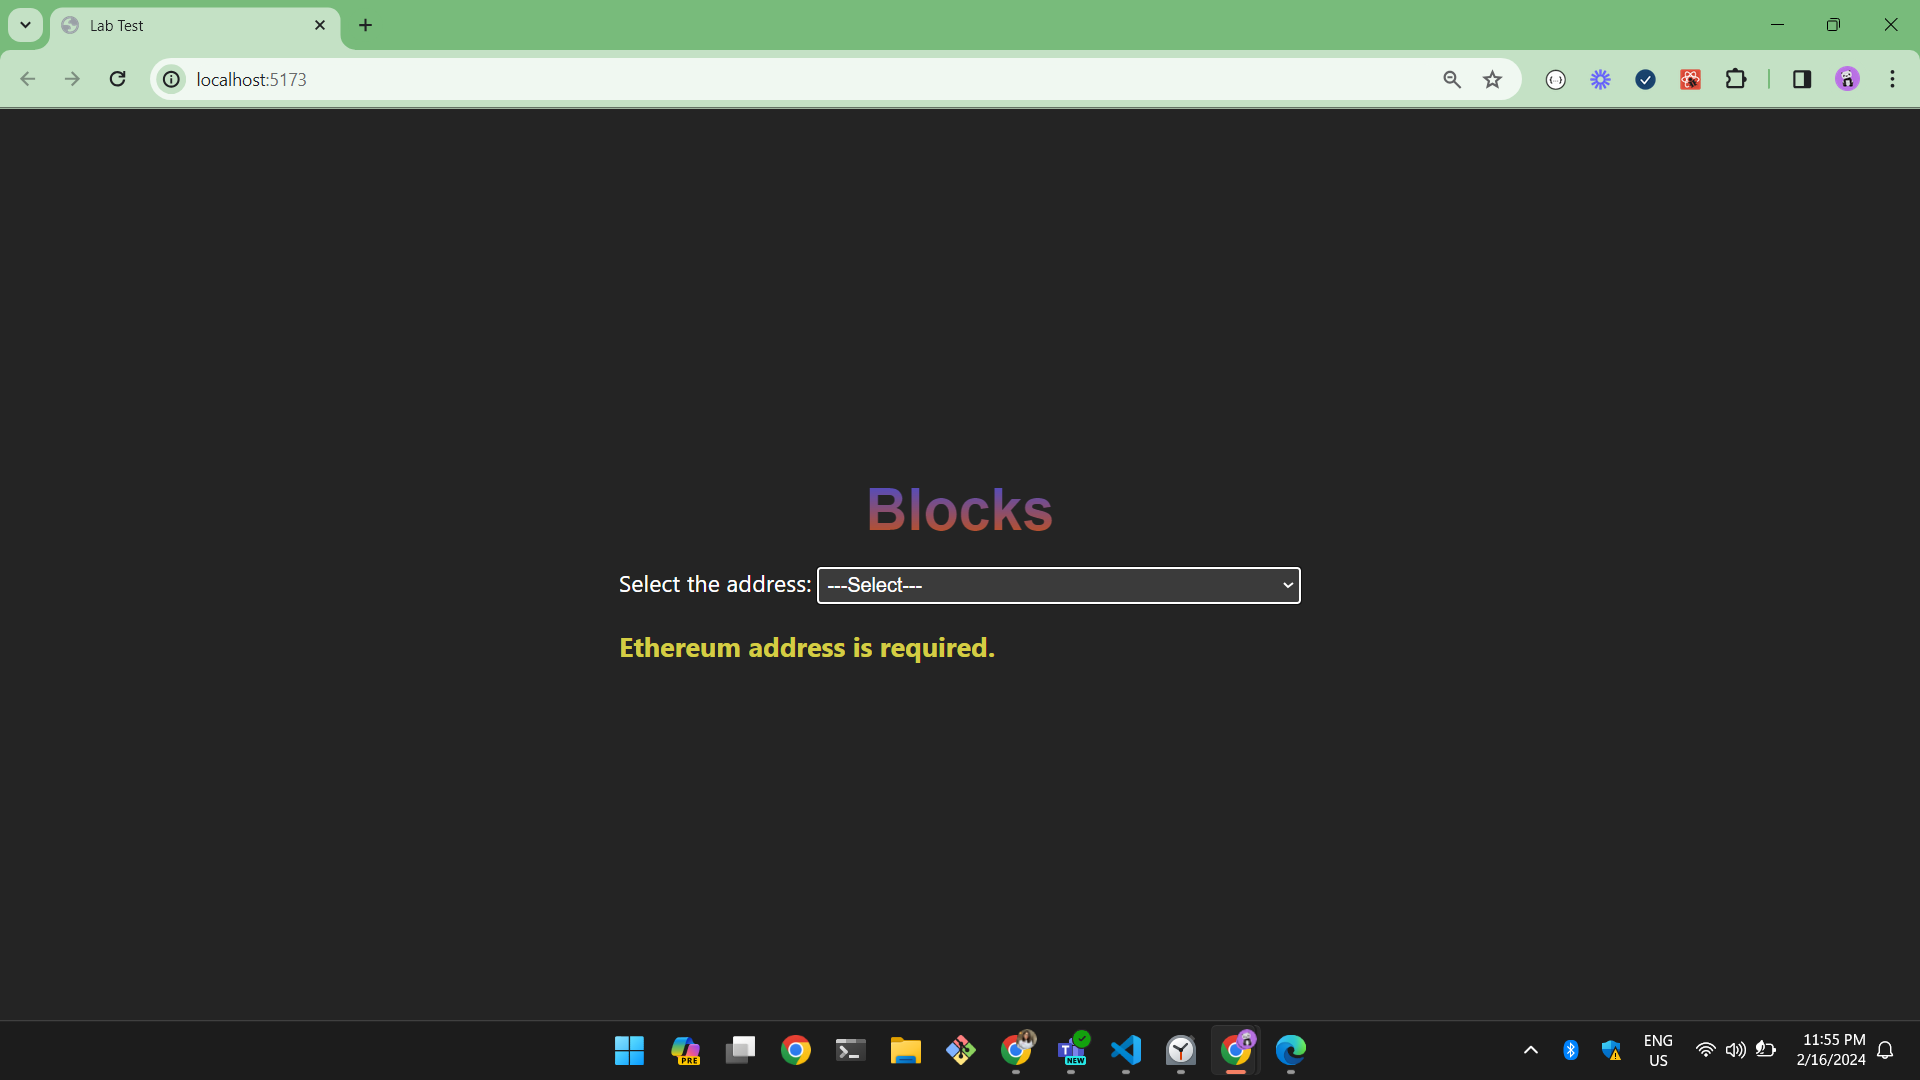 Lab Test
localhost:5173
Blocks
Select the address: ---Select---
Ethereum address is required.
PRE
NEW
ENG
US
11:55 PM
2/16/2024